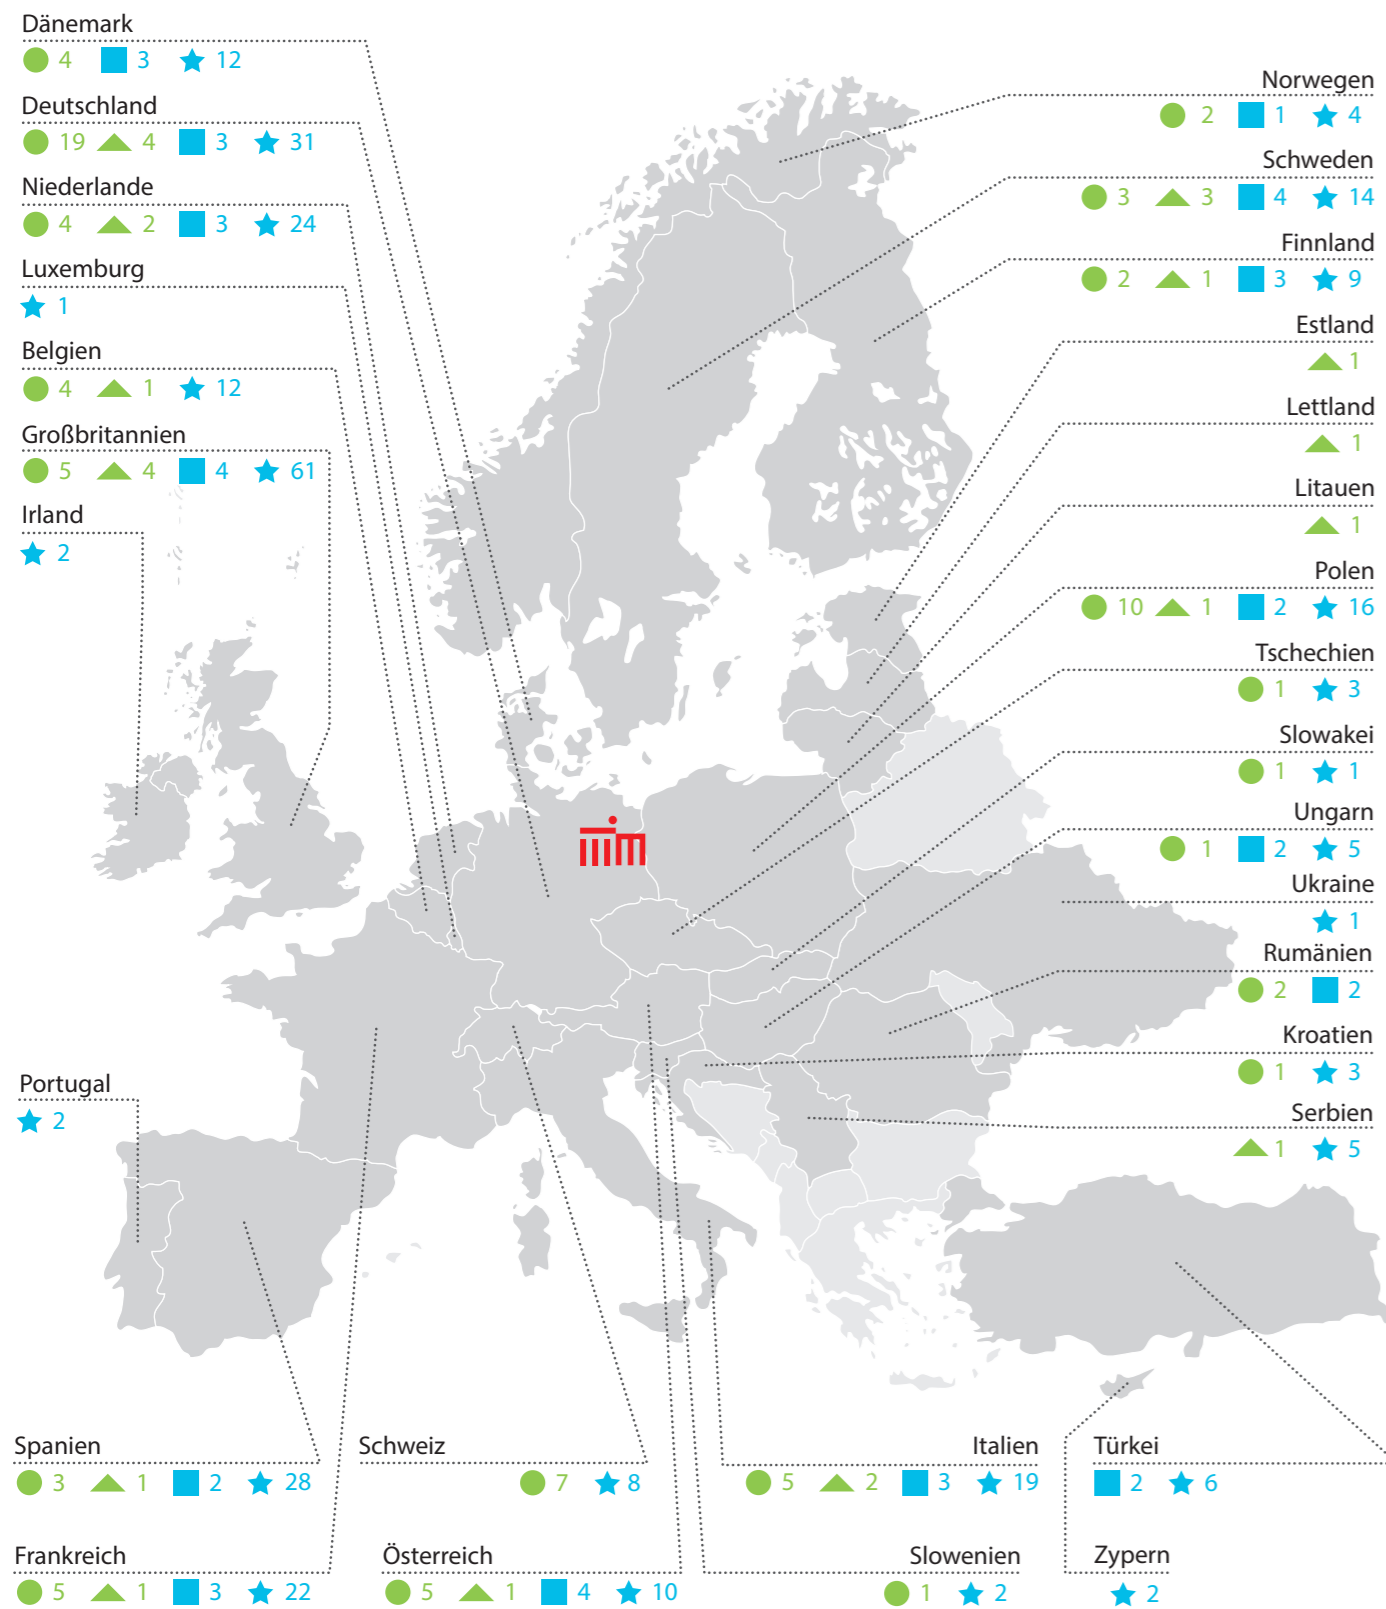 Dänemark
4 3 12
Deutschland
19 4 3 31
Niederlande
4 2 3 24
Luxemburg
1
Belgien
4 1 12
Großbritannien
5 4 4 61
Irland
2
Norwegen
2 1 4
Schweden
3 3 4 14
Finnland
2 1 3 9
Estland
1
Lettland
1
Litauen
1
Polen
10 1 2 16
Tschechien
1 3
Slowakei
1 1
Ungarn
1 2 5
Ukraine
1
Rumänien
2 2
Kroatien
1 3
Serbien
1 5
Portugal
2
Spanien
3 1 2 28
Schweiz
7 8
Italien
5 2 3 19
Türkei
2 6
Frankreich
5 1 3 22
Österreich
5 1 4 10
Slowenien
1 2
Zypern
2